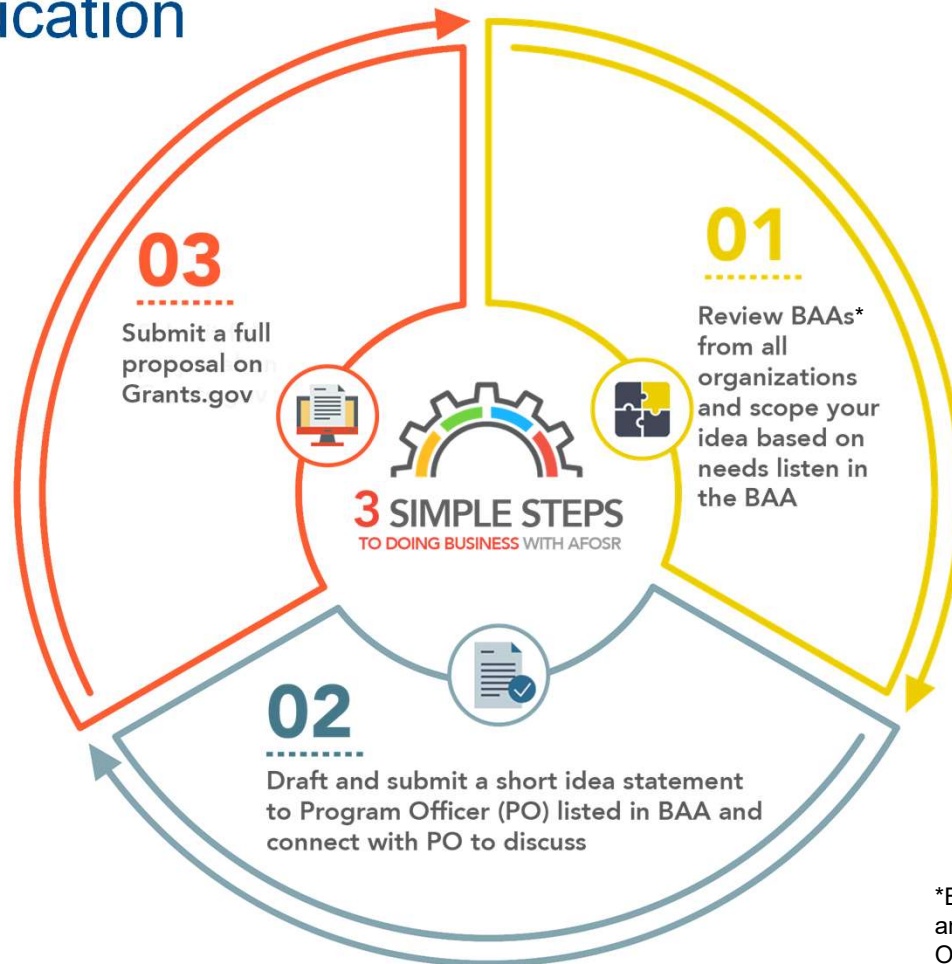 ucation
01
Review BAAs*
from all
organizations
and scope your
idea based on
needs listen in
the BAA
02
Draft and submit a short idea statement
to Program Officer (PO) listed in BAA and
connect with PO to discuss
03
Submit a full
proposal on
Grants.gov
3 SIMPLE STEPS
TO DOING BUSINESS WITH AFOSR